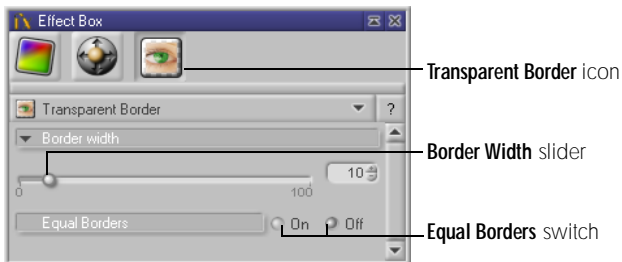 Effect Box
Transparent Border icon
Transparent Border ?
Border width
Border Width slider
10
0 100
Equal Borders On Off
Equal Borders switch